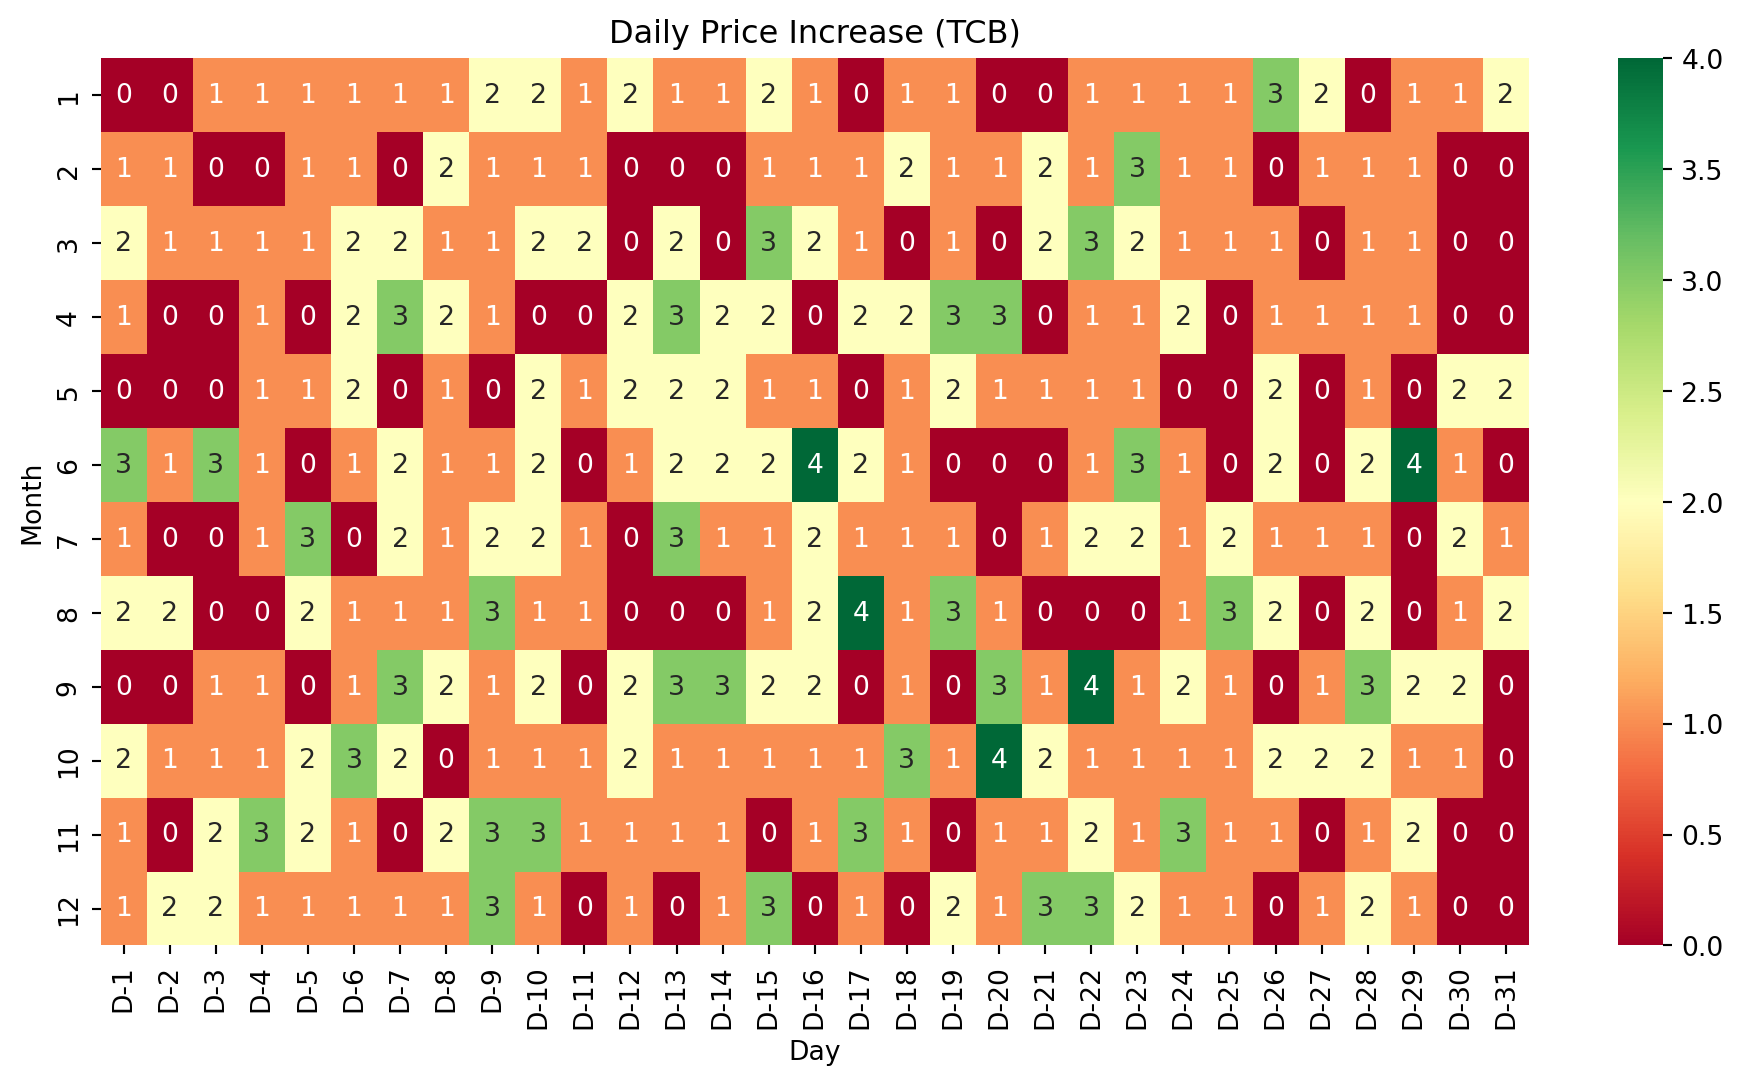 Daily Price Increase (TCB)
1 0 0 1 1 1 1 1 1 2 2 1 2 1 1 2 1 0 1 1 0 0 1 1 1 1 3 2 0 1 1 2
2 1 1 0 0 1 1 0 2 1 1 1 0 0 0 1 1 1 2 1 1 2 1 3 1 1 0 1 1 1 0 0
3 2 1 1 1 1 2 2 1 1 2 2 0 2 0 3 2 1 0 1 0 2 3 2 1 1 1 0 1 1 0 0
4 1 0 0 1 0 2 3 2 1 0 0 2 3 2 2 0 2 2 3 3 0 1 1 2 0 1 1 1 1 0 0
5 0 0 0 1 1 2 0 1 0 2 1 2 2 2 1 1 0 1 2 1 1 1 1 0 0 2 0 1 0 2 2
6 3 1 3 1 0 1 2 1 1 2 0 1 2 2 2 4 2 1 0 0 0 1 3 1 0 2 0 2 4 1 0
7 1 0 0 1 3 0 2 1 2 2 1 0 3 1 1 2 1 1 1 0 1 2 2 1 2 1 1 1 0 2 1
8 2 2 0 0 2 1 1 1 3 1 1 0 0 0 1 2 4 1 3 1 0 0 0 1 3 2 0 2 0 1 2
9 0 0 1 1 0 1 3 2 1 2 0 2 3 3 2 2 0 1 0 3 1 4 1 2 1 0 1 3 2 2 0
10 2 1 1 1 2 3 2 0 1 1 1 2 1 1 1 1 1 3 1 4 2 1 1 1 1 2 2 2 1 1 0
11 1 0 2 3 2 1 0 2 3 3 1 1 1 1 0 1 3 1 0 1 1 2 1 3 1 1 0 1 2 0 0
12 1 2 2 1 1 1 1 1 3 1 0 1 0 1 3 0 1 0 2 1 3 3 2 1 1 0 1 2 1 0 0
Month
D-1 D-2 D-3 D-4 D-5 D-6 D-7 D-8 D-9 D-10 D-11 D-12 D-13 D-14 D-15 D-16 D-17 D-18 D-19 D-20 D-21 D-22 D-23 D-24 D-25 D-26 D-27 D-28 D-29 D-30 D-31
Day
4.0
3.5
3.0
2.5
2.0
1.5
1.0
0.5
0.0